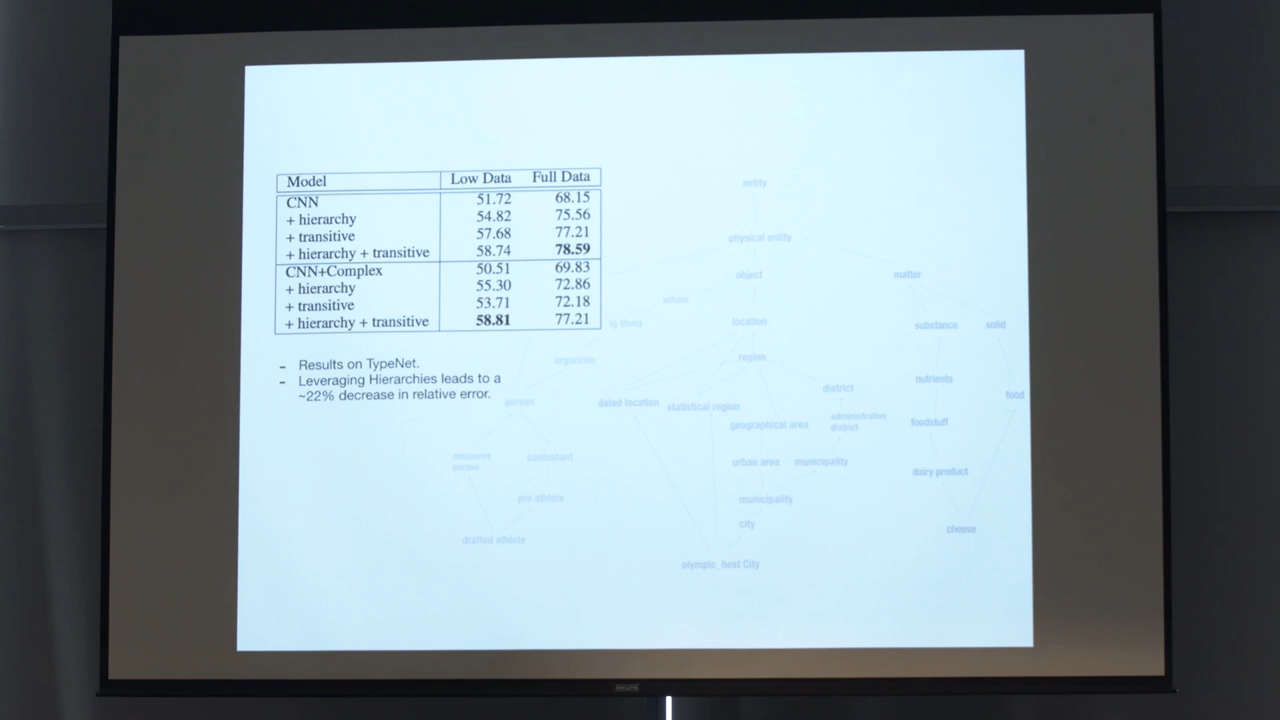 Model Low Data Full Data
CNN 51.72 68.15
+ hierarchy 54.82 75.56
+ transitive 57.68 77.21
+ hierarchy + transitive 58.74 78.59
CNN+Complex 50.51 69.83
+ hierarchy 55.30 72.86
+ transitive 53.71 72.18
+ hierarchy + transitive 58.81 77.21
- Results on TypeNet.
- Leveraging Hierarchies leads to a
~22% decrease in relative error.
entity
physical entity
object
matter
whole
thing
location
substance
solid
organism
region
nutrients
person
dated location
statistical region
district
food
geographical area
administrative
district
foodstuff
measured
person
contestant
urban area
municipality
dairy product
pro athlete
municipality
city
cheese
drafted athlete
olympic_host City